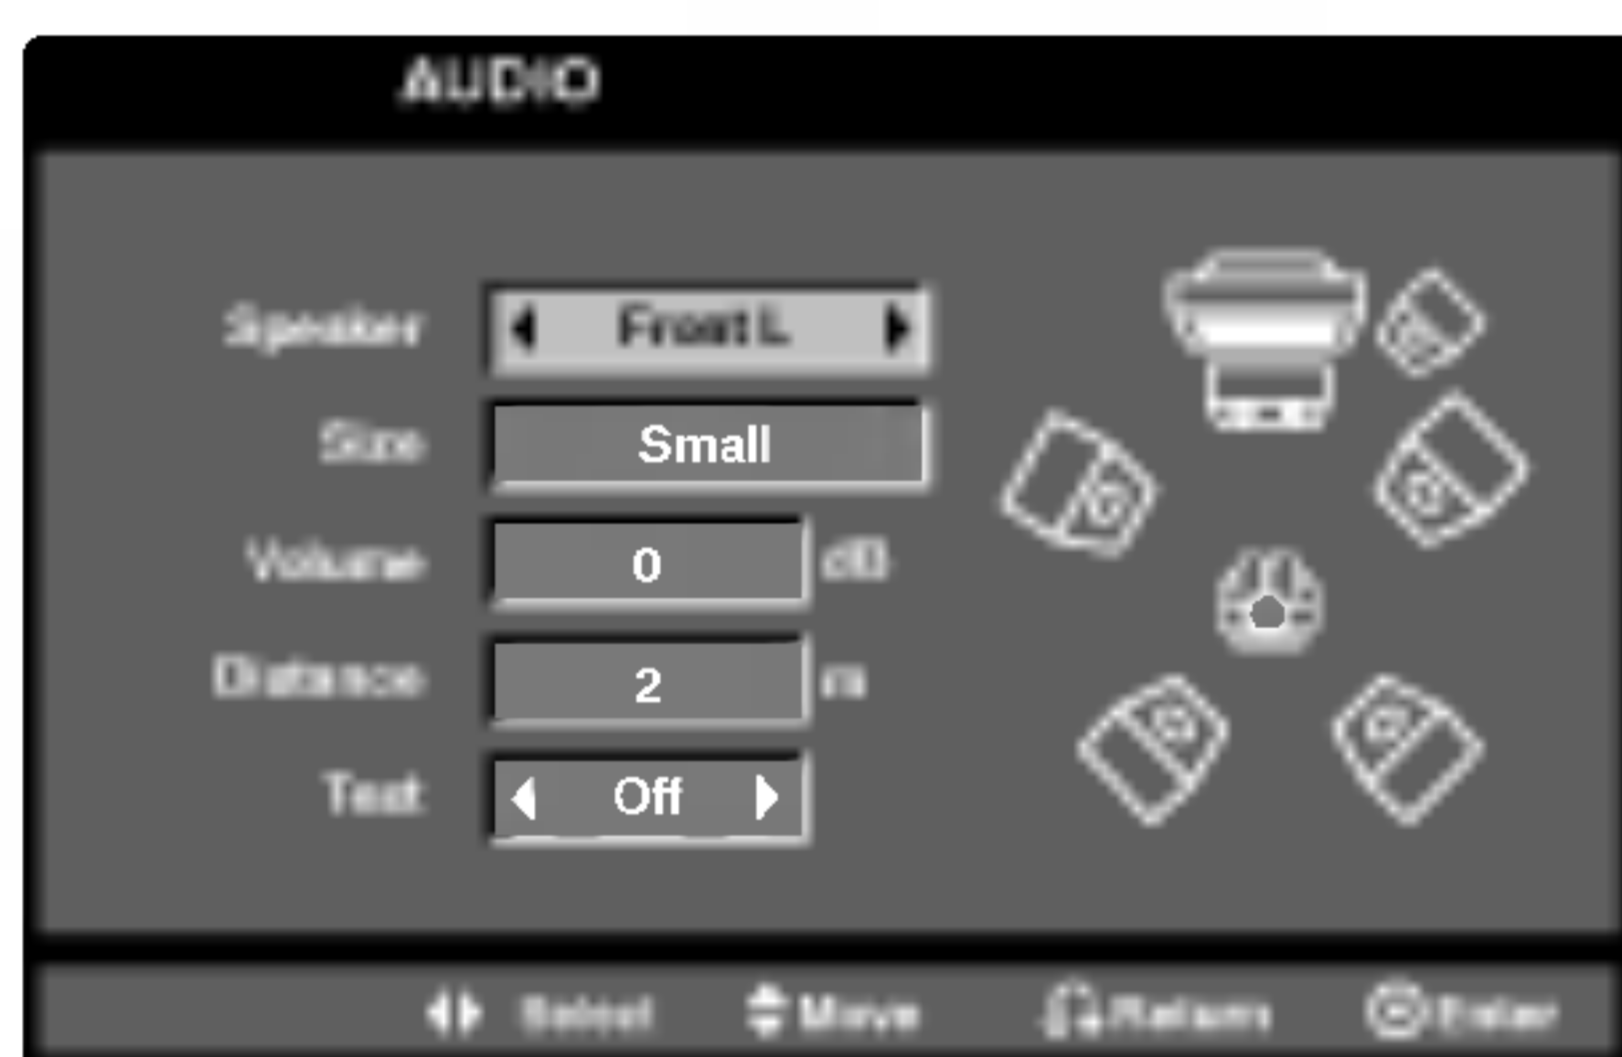 AUDIO
Speaker Front L
Size Small
Volume 0 dB
Distance 2 m
Test Off
Select Move Return Enter